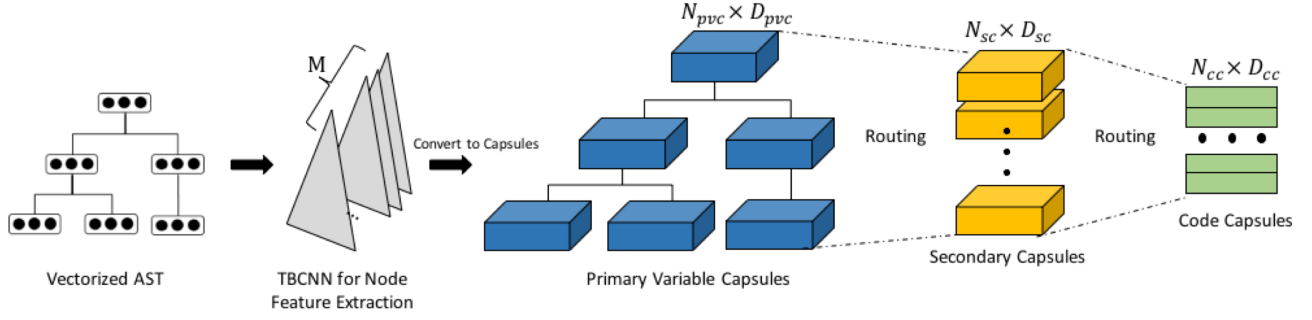 N_pvc × D_pvc
N_sc × D_sc
N_cc × D_cc
M
Convert to Capsules
Routing
Routing
...
Vectorized AST
TBCNN for Node
Feature Extraction
Primary Variable Capsules
Secondary Capsules
Code Capsules